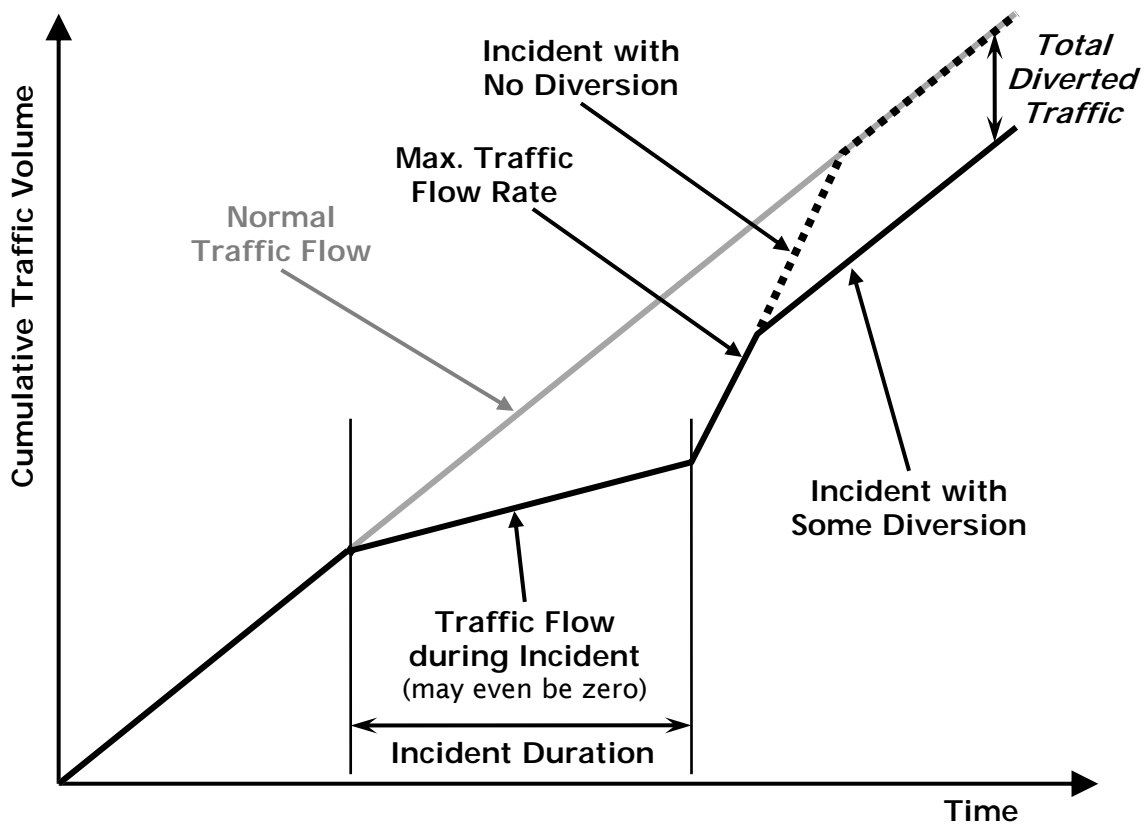 Cumulative Traffic Volume
Incident with
No Diversion
Total
Diverted
Traffic
Max. Traffic
Flow Rate
Normal
Traffic Flow
Incident with
Some Diversion
Traffic Flow
during Incident
(may even be zero)
Incident Duration
Time